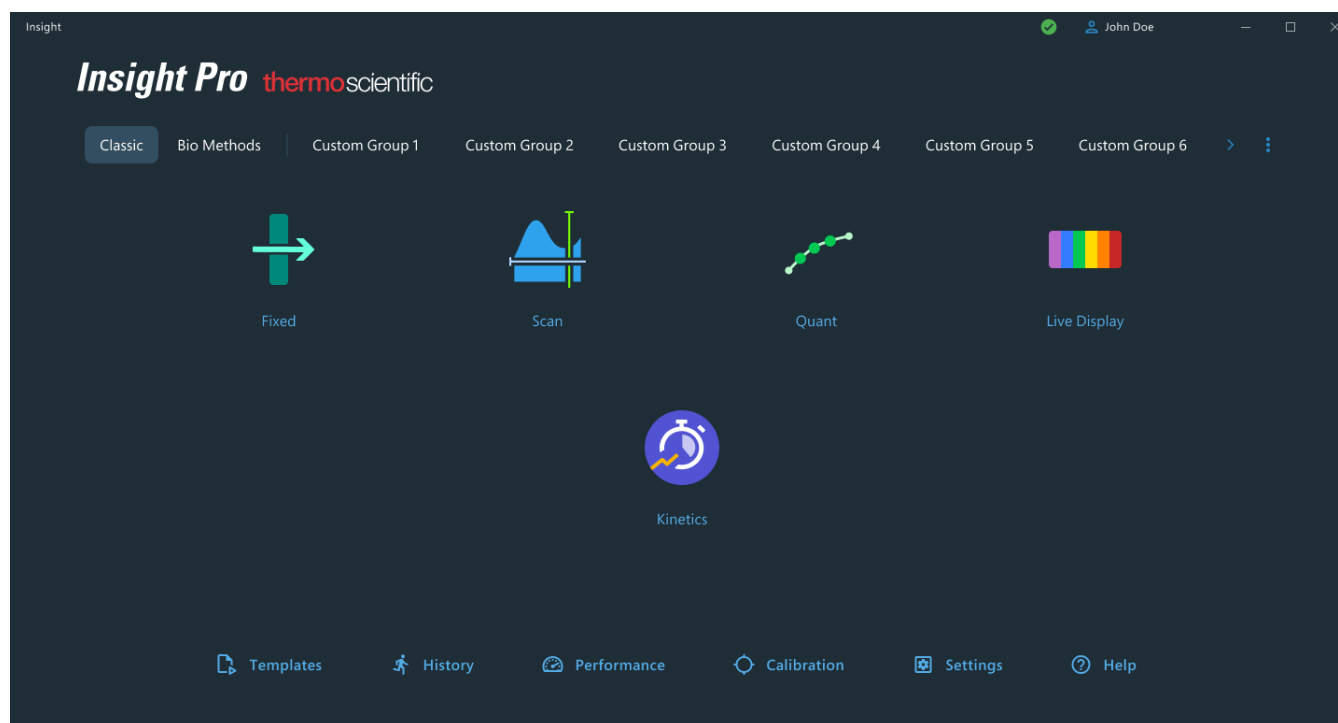 Insight
John Doe
Insight Pro thermoscientific
Classic Bio Methods Custom Group 1 Custom Group 2 Custom Group 3 Custom Group 4 Custom Group 5 Custom Group 6
Fixed Scan Quant Live Display
Kinetics
Templates History Performance Calibration Settings Help